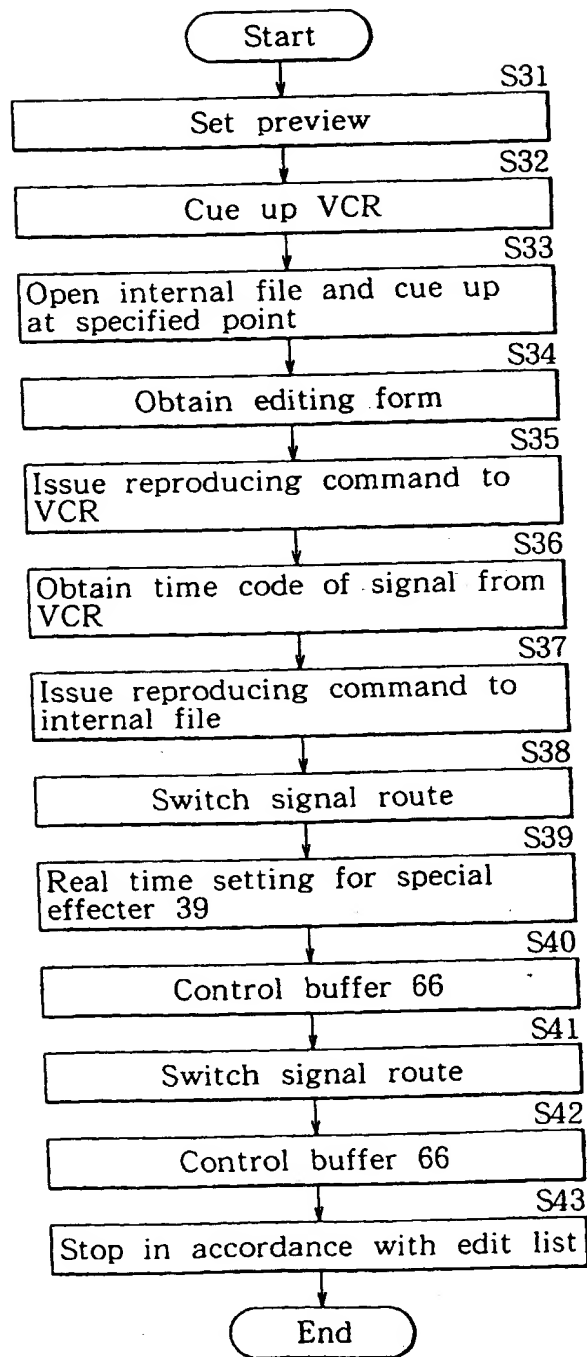 Start
S31
Set preview
S32
Cue up VCR
S33
Open internal file and cue up
at specified point
S34
Obtain editing form
S35
Issue reproducing command to
VCR
S36
Obtain time code of signal from
VCR
S37
Issue reproducing command to
internal file
S38
Switch signal route
S39
Real time setting for special
effecter 39
S40
Control buffer 66
S41
Switch signal route
S42
Control buffer 66
S43
Stop in accordance with edit list
End